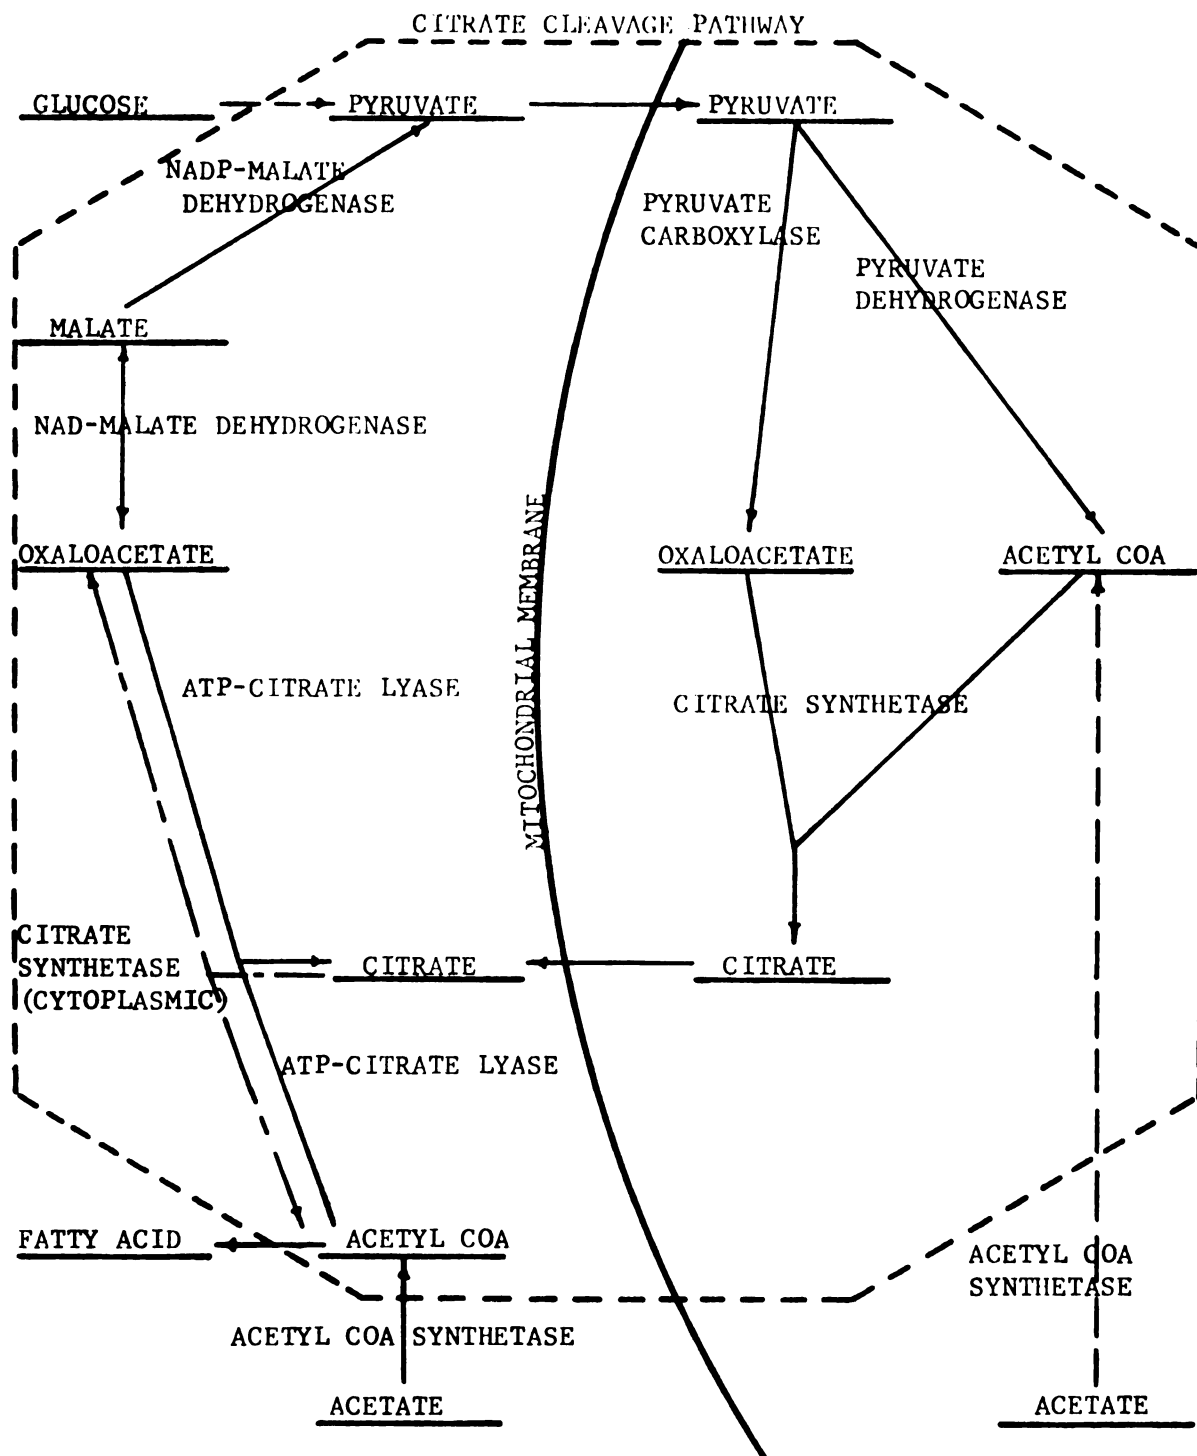 CITRATE CLEAVAGE PATHWAY
GLUCOSE
PYRUVATE
PYRUVATE
NADP-MALATE
DEHYDROGENASE
PYRUVATE
CARBOXYLASE
PYRUVATE
DEHYDROGENASE
MALATE
NAD-MALATE DEHYDROGENASE
MITOCHONDRIAL MEMBRANE
OXALOACETATE
OXALOACETATE
ACETYL COA
ATP-CITRATE LYASE
CITRATE SYNTHETASE
CITRATE
SYNTHETASE
(CYTOPLASMIC)
CITRATE
CITRATE
ATP-CITRATE LYASE
FATTY ACID
ACETYL COA
ACETYL COA
SYNTHETASE
ACETYL COA SYNTHETASE
ACETATE
ACETATE